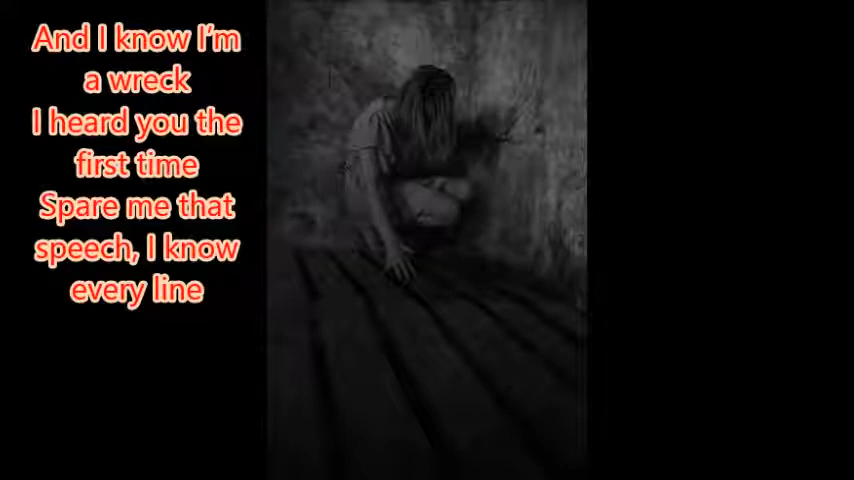 And I know I'm
a wreck
I heard you the
first time
Spare me that
speech, I know
every line